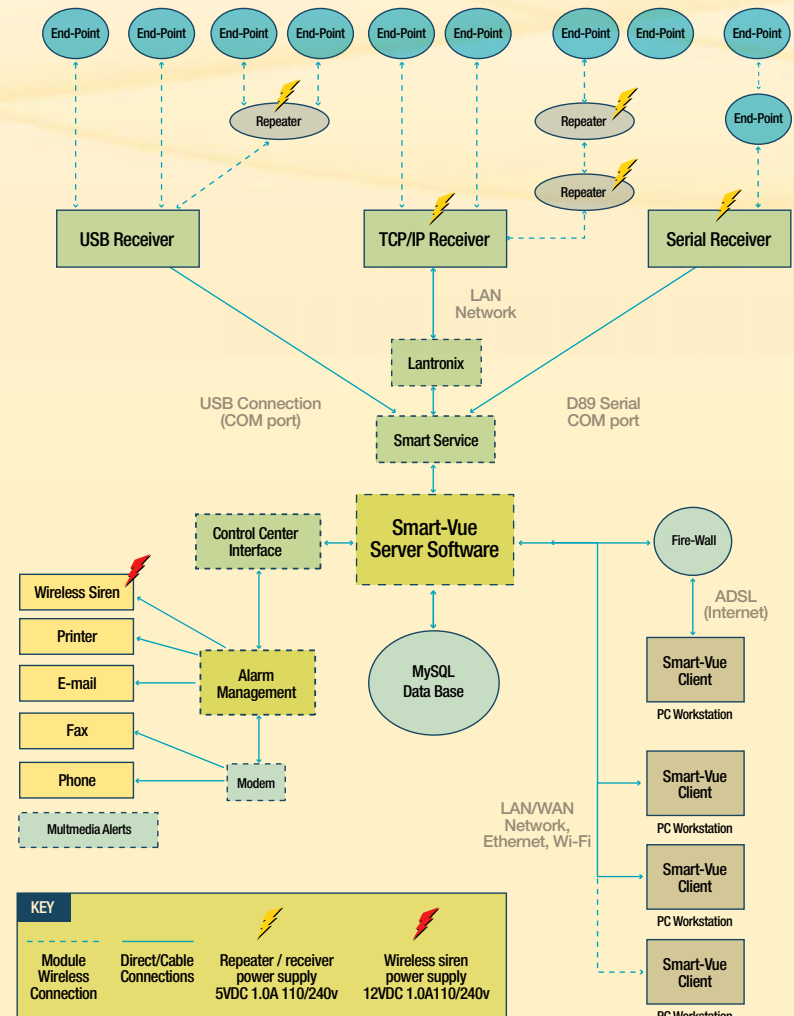 End-Point
End-Point
End-Point
End-Point
End-Point
End-Point
End-Point
End-Point
End-Point
End-Point
Repeater
Repeater
Repeater
USB Receiver
TCP/IP Receiver
Serial Receiver
LAN
Network
Lantronix
USB Connection
(COM port)
D89 Serial
COM port
Smart Service
Control Center
Interface
Smart-Vue
Server Software
Fire-Wall
ADSL
(Internet)
Wireless Siren
Printer
E-mail
Fax
Phone
Alarm
Management
Modem
Multmedia Alerts
MySQL
Data Base
Smart-Vue
Client
PC Workstation
Smart-Vue
Client
PC Workstation
LAN/WAN
Network,
Ethernet, Wi-Fi
Smart-Vue
Client
PC Workstation
Smart-Vue
Client
PC Workstation
KEY
Module
Wireless
Connection
Direct/Cable
Connections
Repeater / receiver
power supply
5VDC 1.0A 110/240v
Wireless siren
power supply
12VDC 1.0A110/240v